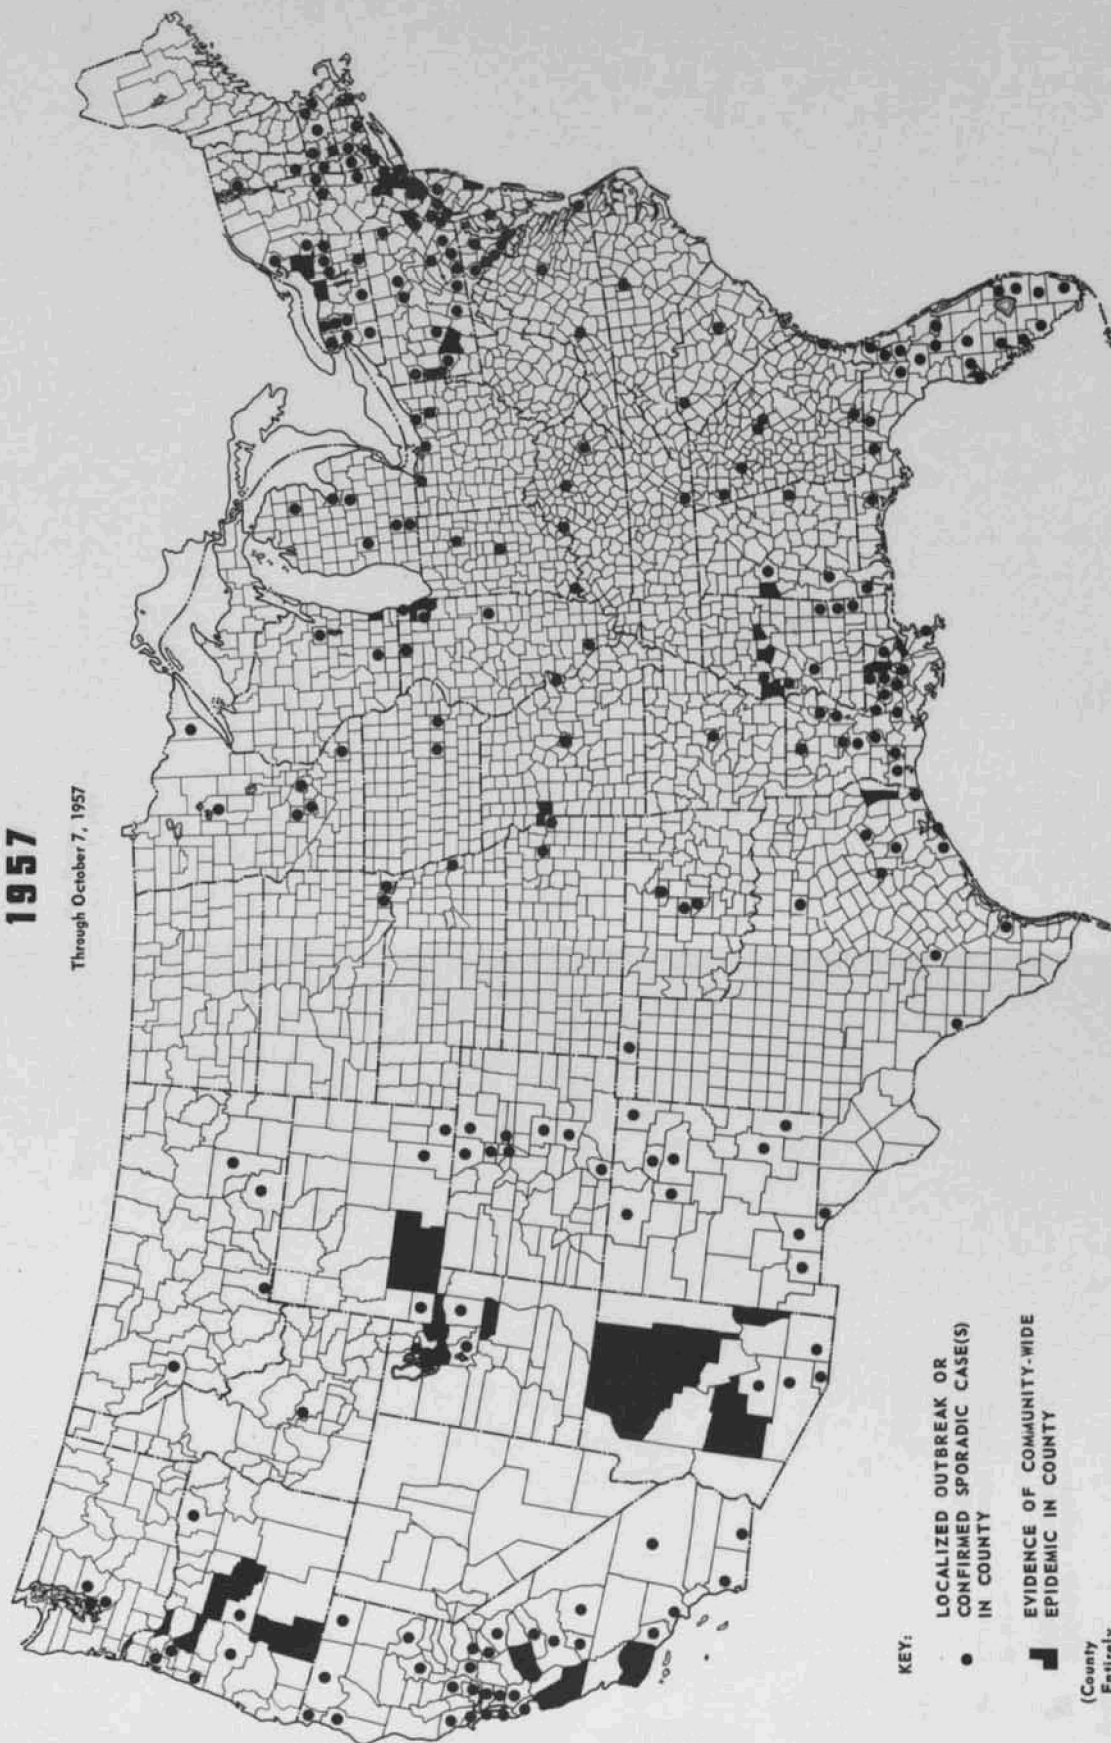 1957
Through October 7, 1957
KEY:
LOCALIZED OUTBREAK OR
CONFIRMED SPORADIC CASE(S)
IN COUNTY
EVIDENCE OF COMMUNITY-WIDE
EPIDEMIC IN COUNTY
(County
Entirely